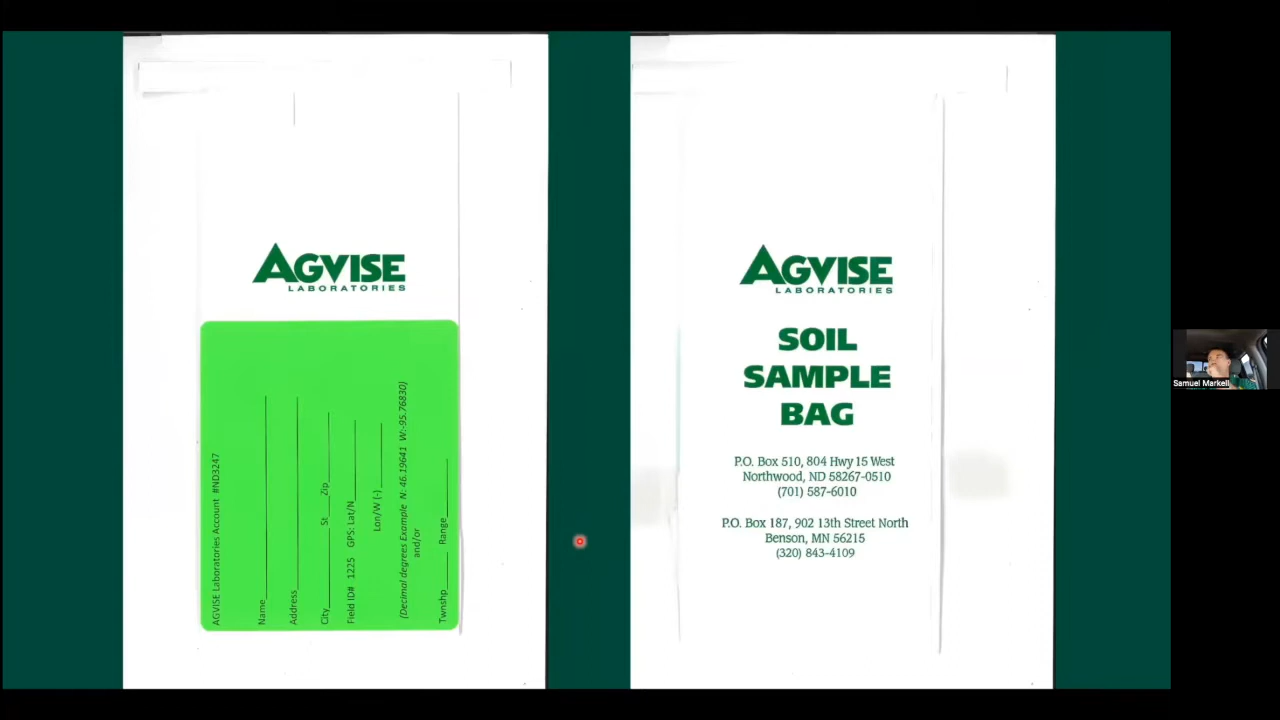 AGVISE
LABORATORIES
AGVISE Laboratories Account #ND3247
Name
Address
City St Zip
Field ID# 1225 GPS: Lat/N
Lon/W (-)
(Decimal degrees Example N: 46.19641 W:-95.76830)
and/or
Twnshp Range
AGVISE
LABORATORIES
SOIL
SAMPLE
BAG
P.O. Box 510, 804 Hwy 15 West
Northwood, ND 58267-0510
(701) 587-6010
P.O. Box 187, 902 13th Street North
Benson, MN 56215
(320) 843-4109
Samuel Markell